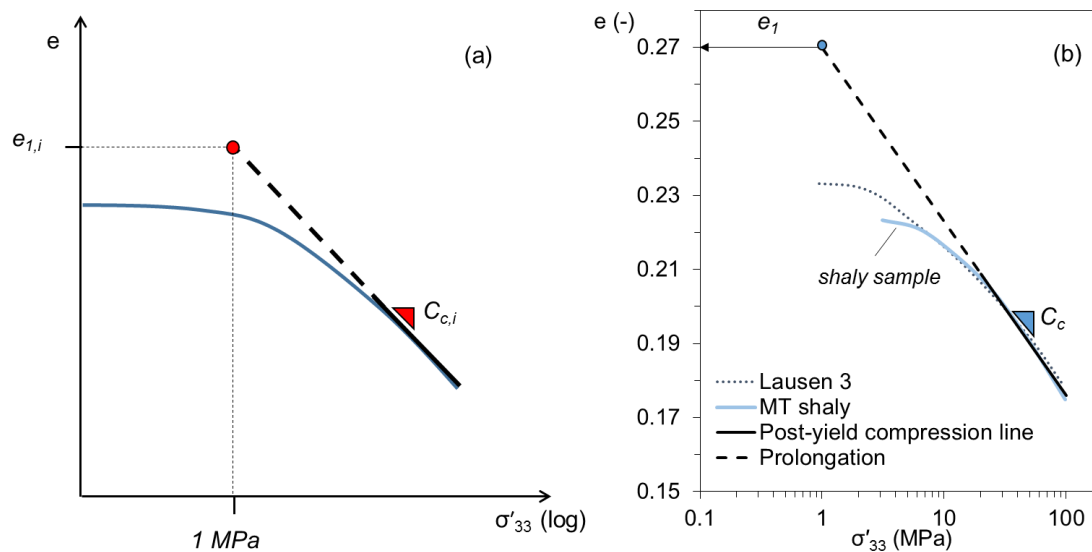 e
(a)
e1,i
Cc,i
σ'33 (log)
1 MPa
e (-)
e1
(b)
0.27
0.25
0.23
0.21
0.19
0.17
0.15
shaly sample
Cc
Lausen 3
MT shaly
Post-yield compression line
Prolongation
0.1 1 10 100
σ'33 (MPa)